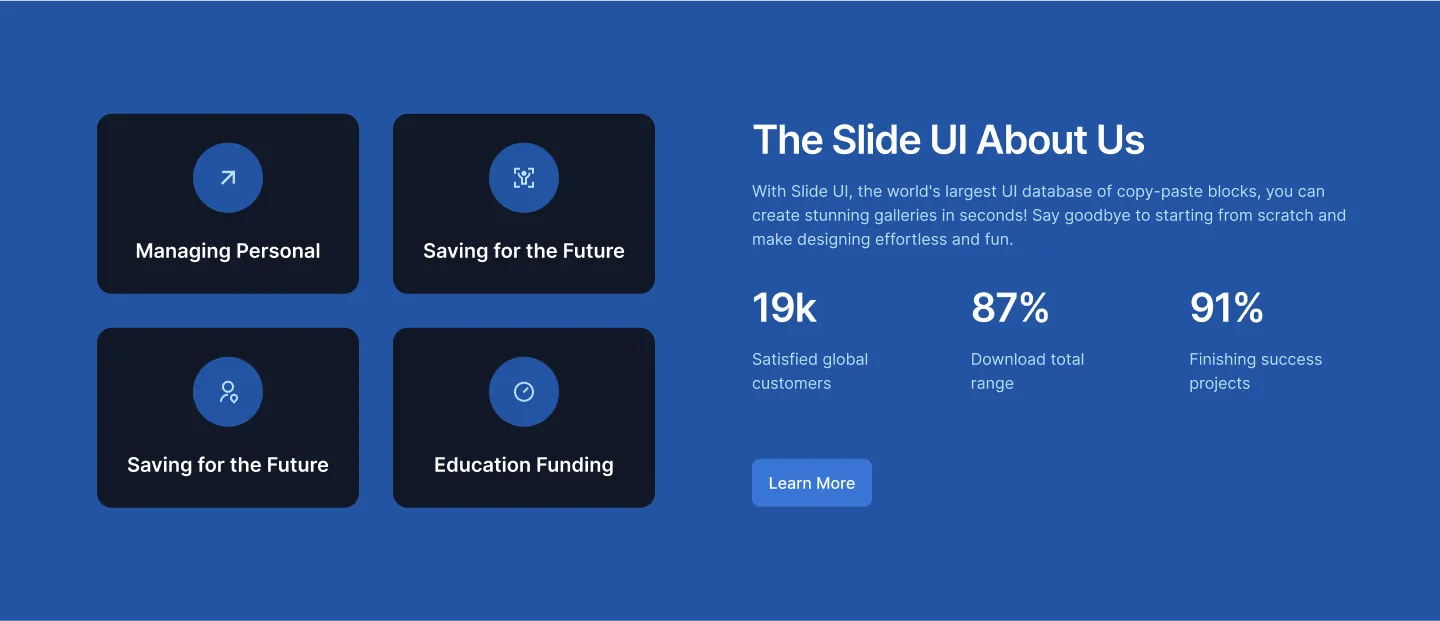 Managing Personal
Saving for the Future
Saving for the Future
Education Funding
The Slide UI About Us
With Slide UI, the world's largest UI database of copy-paste blocks, you can
create stunning galleries in seconds! Say goodbye to starting from scratch and
make designing effortless and fun.
19k
Satisfied global
customers
87%
Download total
range
91%
Finishing success
projects
Learn More